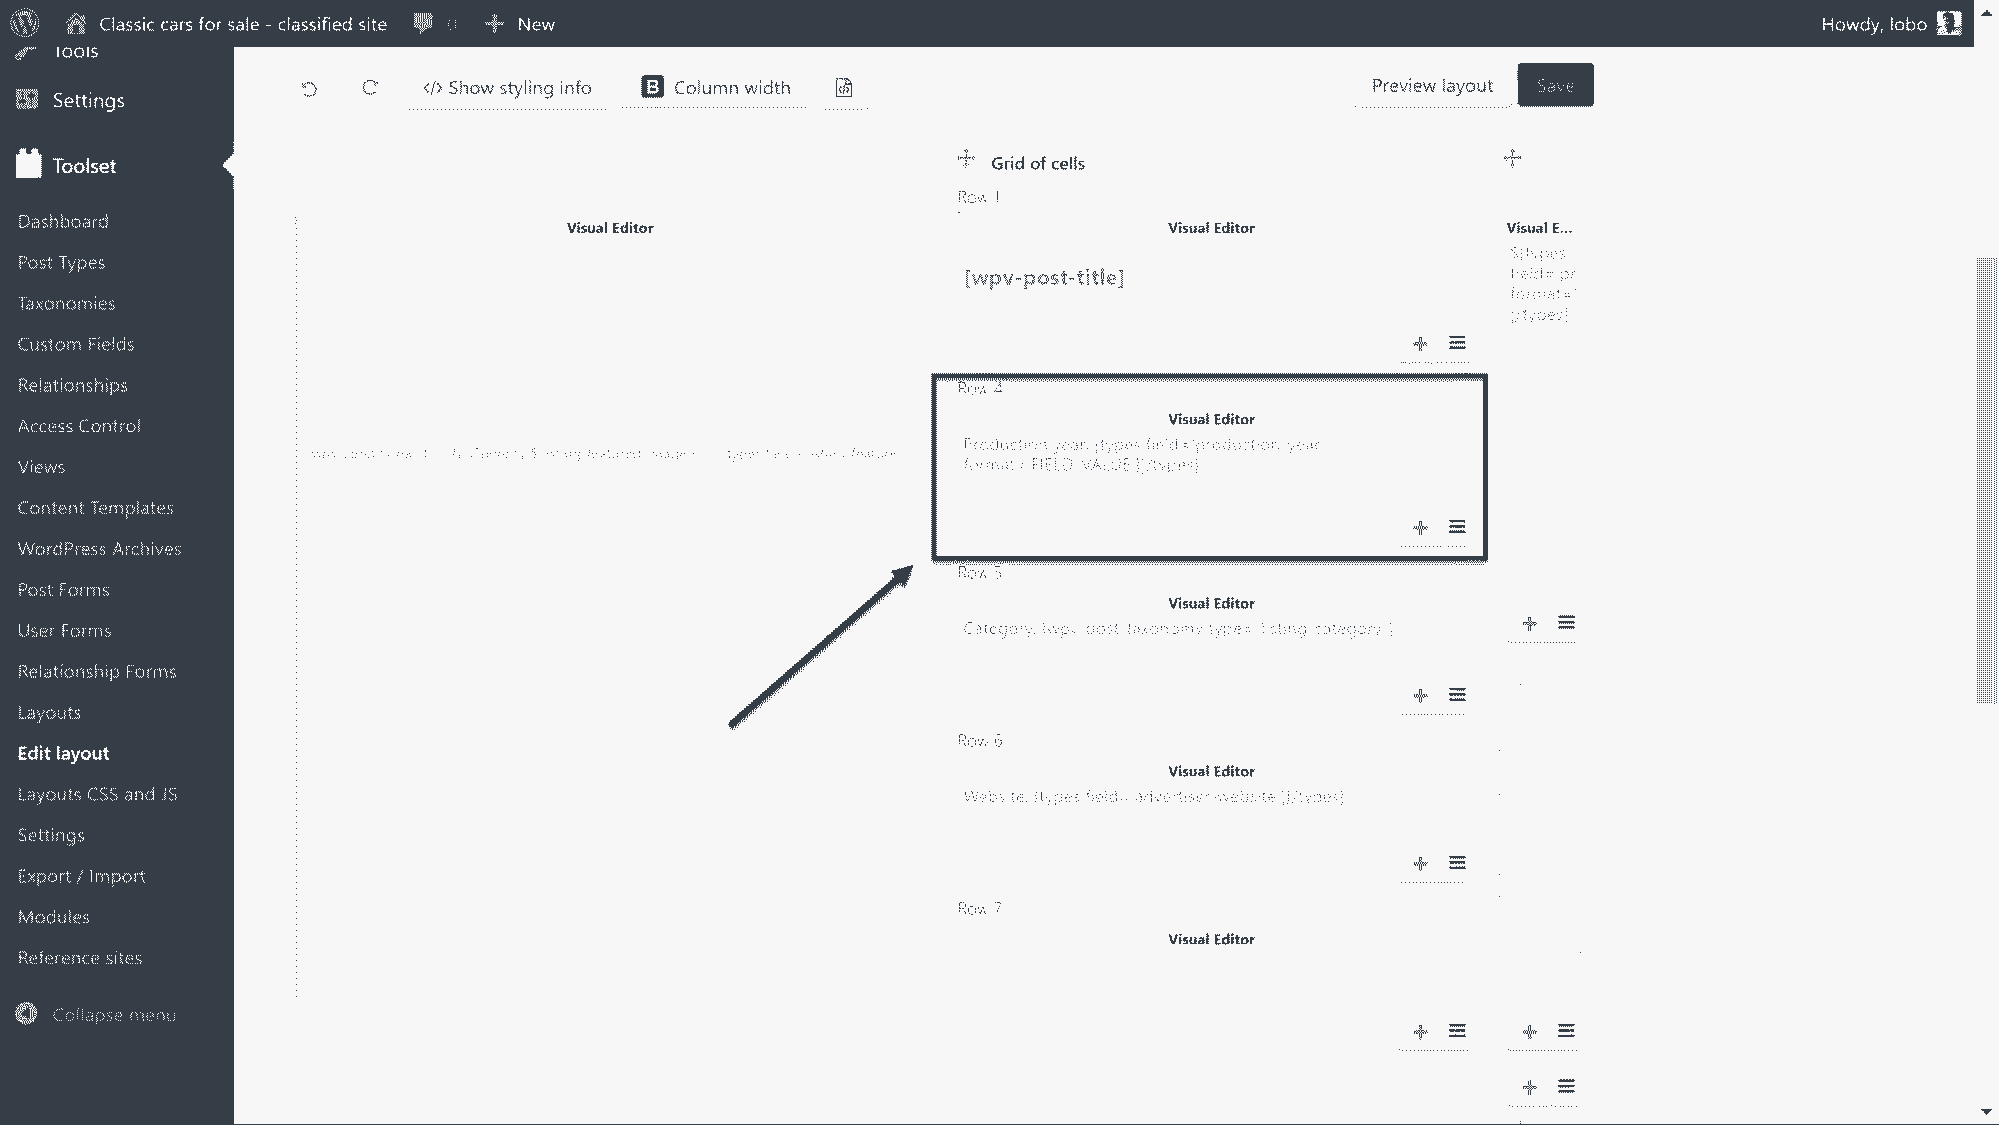 Classic cars for sale - classified site
0
New
Howdy, lobo
Tools
Settings
Toolset
Dashboard
Post Types
Taxonomies
Custom Fields
Relationships
Access Control
Views
Content Templates
WordPress Archives
Post Forms
User Forms
Relationship Forms
Layouts
Edit layout
Layouts CSS and JS
Settings
Export / Import
Modules
Reference sites
Collapse menu
</> Show styling info
B Column width
Preview layout
Save
Visual Editor
Grid of cells
Row 1
Visual Editor
[wpv-post-title]
Row 4
Visual Editor
Production year: [types field='production-year'
format='FIELD_VALUE'][/types]
Row 5
Visual Editor
Category: [wpv-post-taxonomy type='listing-category']
Row 6
Visual Editor
Website: [types field='advertiser-website'][/types]
Row 7
Visual Editor
Visual E...
$[types
field='pr
format='
g[types]